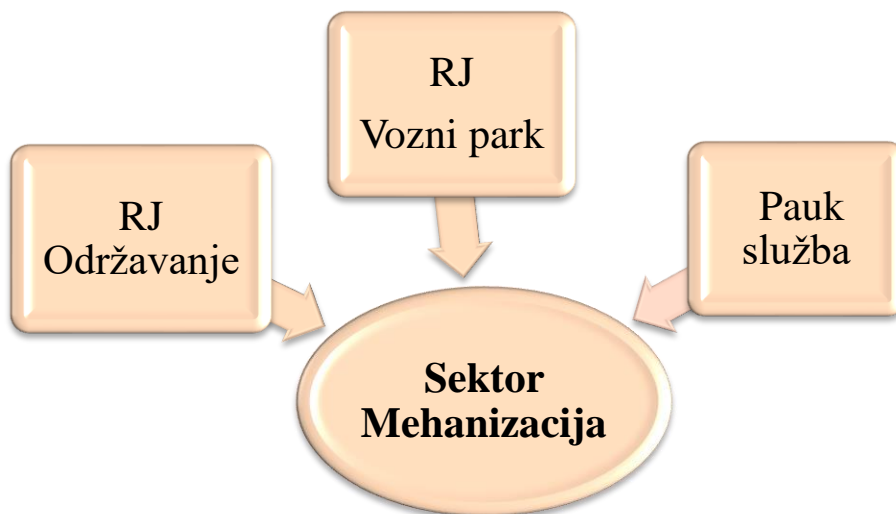 RJ
Vozni park
RJ
Održavanje
Pauk
služba
Sektor
Mehanizacija